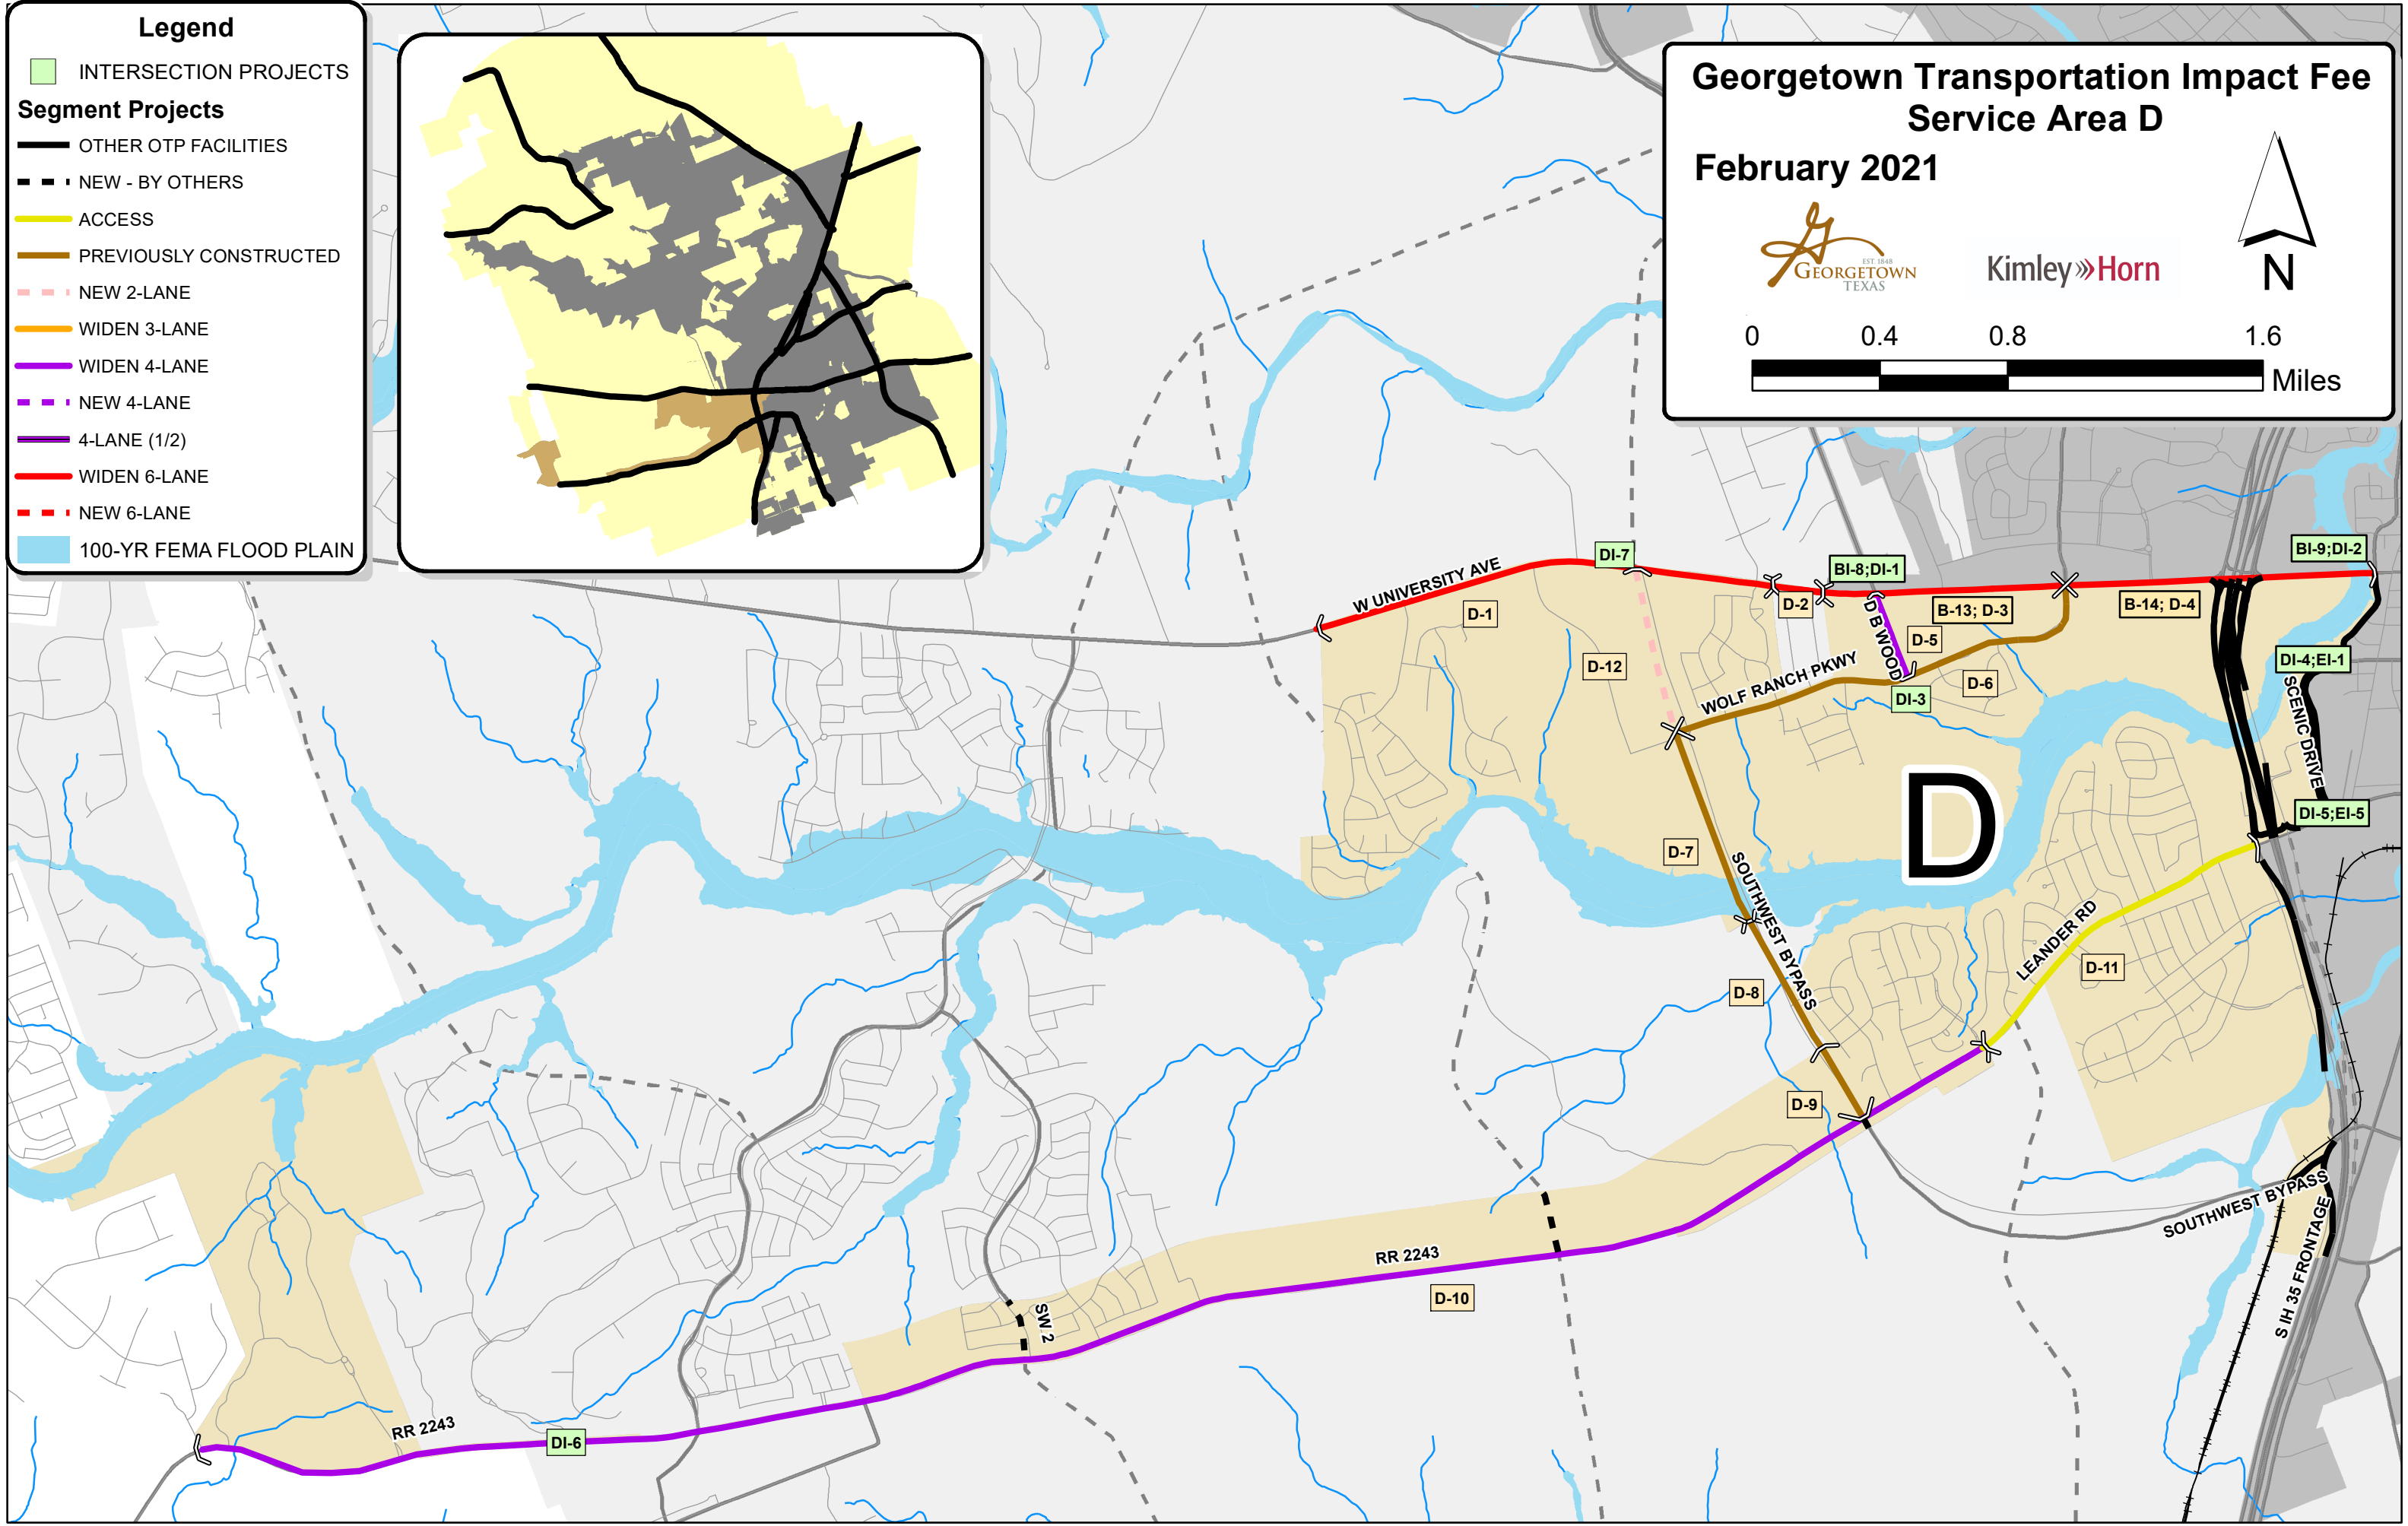 Legend
INTERSECTION PROJECTS
Segment Projects
OTHER OTP FACILITIES
NEW - BY OTHERS
ACCESS
PREVIOUSLY CONSTRUCTED
NEW 2-LANE
WIDEN 3-LANE
WIDEN 4-LANE
NEW 4-LANE
4-LANE (1/2)
WIDEN 6-LANE
NEW 6-LANE
100-YR FEMA FLOOD PLAIN
Georgetown Transportation Impact Fee
Service Area D
February 2021
G
EST. 1848
GEORGETOWN
TEXAS
Kimley»Horn
N
0 0.4 0.8 1.6
Miles
W UNIVERSITY AVE
DI-7
BI-8;DI-1
BI-9;DI-2
D-1
D-2
B-13; D-3
B-14; D-4
D B WOOD
D-5
D-12
WOLF RANCH PKWY
D-6
DI-3
DI-4;EI-1
SCENIC DRIVE
DI-5;EI-5
D
D-7
SOUTHWEST BYPASS
D-8
LEANDER RD
D-11
D-9
SOUTHWEST BYPASS
S IH 35 FRONTAGE
RR 2243
D-10
SW 2
RR 2243
DI-6